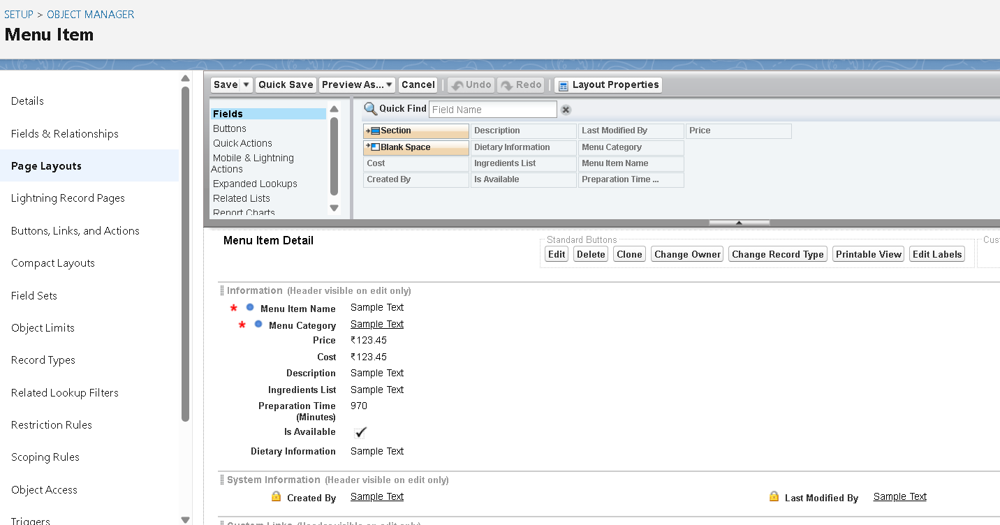 SETUP > OBJECT MANAGER
Menu Item
Details
Fields & Relationships
Page Layouts
Lightning Record Pages
Buttons, Links, and Actions
Compact Layouts
Field Sets
Object Limits
Record Types
Related Lookup Filters
Restriction Rules
Scoping Rules
Object Access
Triggers
Save Quick Save Preview As... Cancel Undo Redo Layout Properties
Fields
Buttons
Quick Actions
Mobile & Lightning
Actions
Expanded Lookups
Related Lists
Report Charts
Quick Find Field Name
Section Description Last Modified By Price
Blank Space Dietary Information Menu Category
Cost Ingredients List Menu Item Name
Created By Is Available Preparation Time ...
Menu Item Detail
Standard Buttons Cus
Edit Delete Clone Change Owner Change Record Type Printable View Edit Labels
Information (Header visible on edit only)
* Menu Item Name Sample Text
* Menu Category Sample Text
Price ₹123.45
Cost ₹123.45
Description Sample Text
Ingredients List Sample Text
Preparation Time 970
(Minutes)
Is Available
Dietary Information Sample Text
System Information (Header visible on edit only)
Created By Sample Text Last Modified By Sample Text
Custom Links (Header visible on edit only)